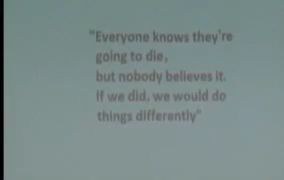 "Everyone knows they're
going to die,
but nobody believes it.
If we did, we would do
things differently"